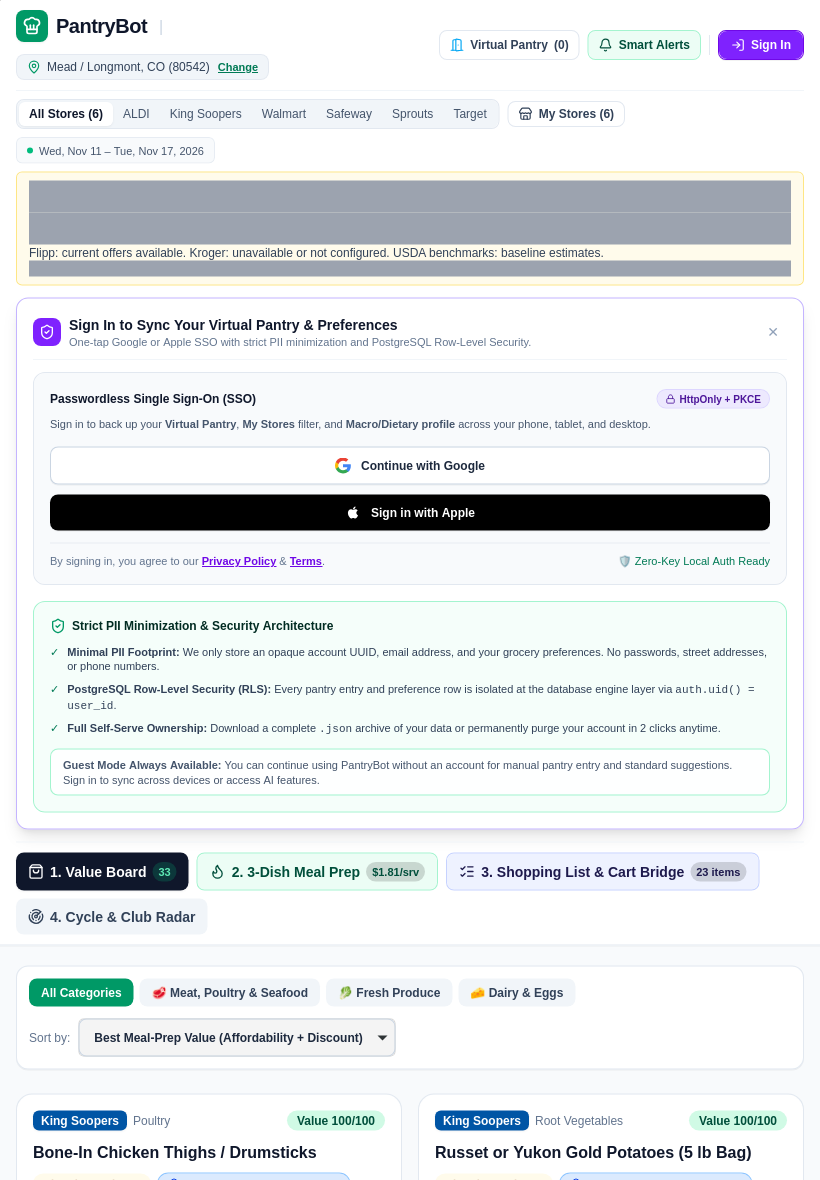 PantryBot
Virtual Pantry (0)
Smart Alerts
Sign In
Mead / Longmont, CO (80542) Change
All Stores (6) ALDI King Soopers Walmart Safeway Sprouts Target
My Stores (6)
Wed, Nov 11 – Tue, Nov 17, 2026
Flipp: current offers available. Kroger: unavailable or not configured. USDA benchmarks: baseline estimates.
Sign In to Sync Your Virtual Pantry & Preferences
One-tap Google or Apple SSO with strict PII minimization and PostgreSQL Row-Level Security.
Passwordless Single Sign-On (SSO)
HttpOnly + PKCE
Sign in to back up your Virtual Pantry, My Stores filter, and Macro/Dietary profile across your phone, tablet, and desktop.
Continue with Google
Sign in with Apple
By signing in, you agree to our Privacy Policy & Terms.
Zero-Key Local Auth Ready
Strict PII Minimization & Security Architecture
✓ Minimal PII Footprint: We only store an opaque account UUID, email address, and your grocery preferences. No passwords, street addresses,
or phone numbers.
✓ PostgreSQL Row-Level Security (RLS): Every pantry entry and preference row is isolated at the database engine layer via auth.uid() =
user_id.
✓ Full Self-Serve Ownership: Download a complete .json archive of your data or permanently purge your account in 2 clicks anytime.
Guest Mode Always Available: You can continue using PantryBot without an account for manual pantry entry and standard suggestions.
Sign in to sync across devices or access AI features.
1. Value Board 33
2. 3-Dish Meal Prep $1.81/srv
3. Shopping List & Cart Bridge 23 items
4. Cycle & Club Radar
All Categories
Meat, Poultry & Seafood
Fresh Produce
Dairy & Eggs
Sort by: Best Meal-Prep Value (Affordability + Discount)
King Soopers Poultry Value 100/100
Bone-In Chicken Thighs / Drumsticks
King Soopers Root Vegetables Value 100/100
Russet or Yukon Gold Potatoes (5 lb Bag)